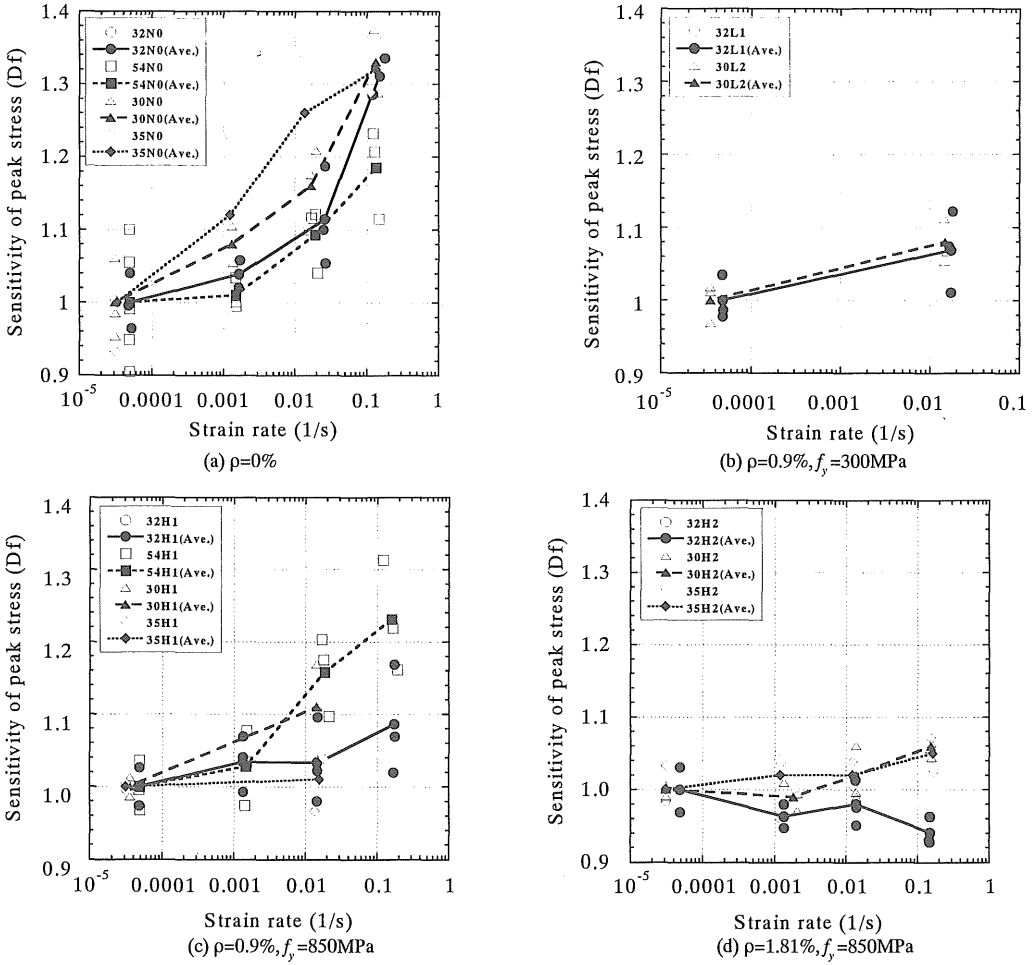 Sensitivity of peak stress (Df)
1.4
1.3
1.2
1.1
1
0.9
32N0
32N0(Ave.)
54N0
54N0(Ave.)
30N0
30N0(Ave.)
35N0
35N0(Ave.)
10-5 0.0001 0.001 0.01 0.1 1
Strain rate (1/s)
(a) ρ=0%
Sensitivity of peak stress (Df)
1.4
1.3
1.2
1.1
1
0.9
32L1
32L1(Ave.)
30L2
30L2(Ave.)
10-5 0.0001 0.001 0.01 0.1
Strain rate (1/s)
(b) ρ=0.9%, fy=300MPa
Sensitivity of peak stress (Df)
1.4
1.3
1.2
1.1
1.0
0.9
32H1
32H1(Ave.)
54H1
54H1(Ave.)
30H1
30H1(Ave.)
35H1
35H1(Ave.)
10-5 0.0001 0.001 0.01 0.1 1
Strain rate (1/s)
(c) ρ=0.9%, fy=850MPa
Sensitivity of peak stress (Df)
1.4
1.3
1.2
1.1
1.0
0.9
32H2
32H2(Ave.)
30H2
30H2(Ave.)
35H2
35H2(Ave.)
10-5 0.0001 0.001 0.01 0.1 1
Strain rate (1/s)
(d) ρ=1.81%, fy=850MPa